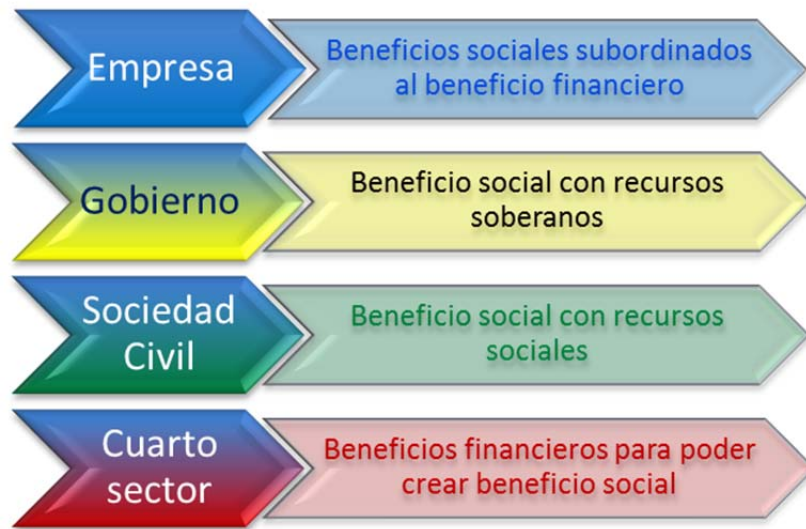 Empresa
Beneficios sociales subordinados
al beneficio financiero
Gobierno
Beneficio social con recursos
soberanos
Sociedad
Civil
Beneficio social con recursos
sociales
Cuarto
sector
Beneficios financieros para poder
crear beneficio social